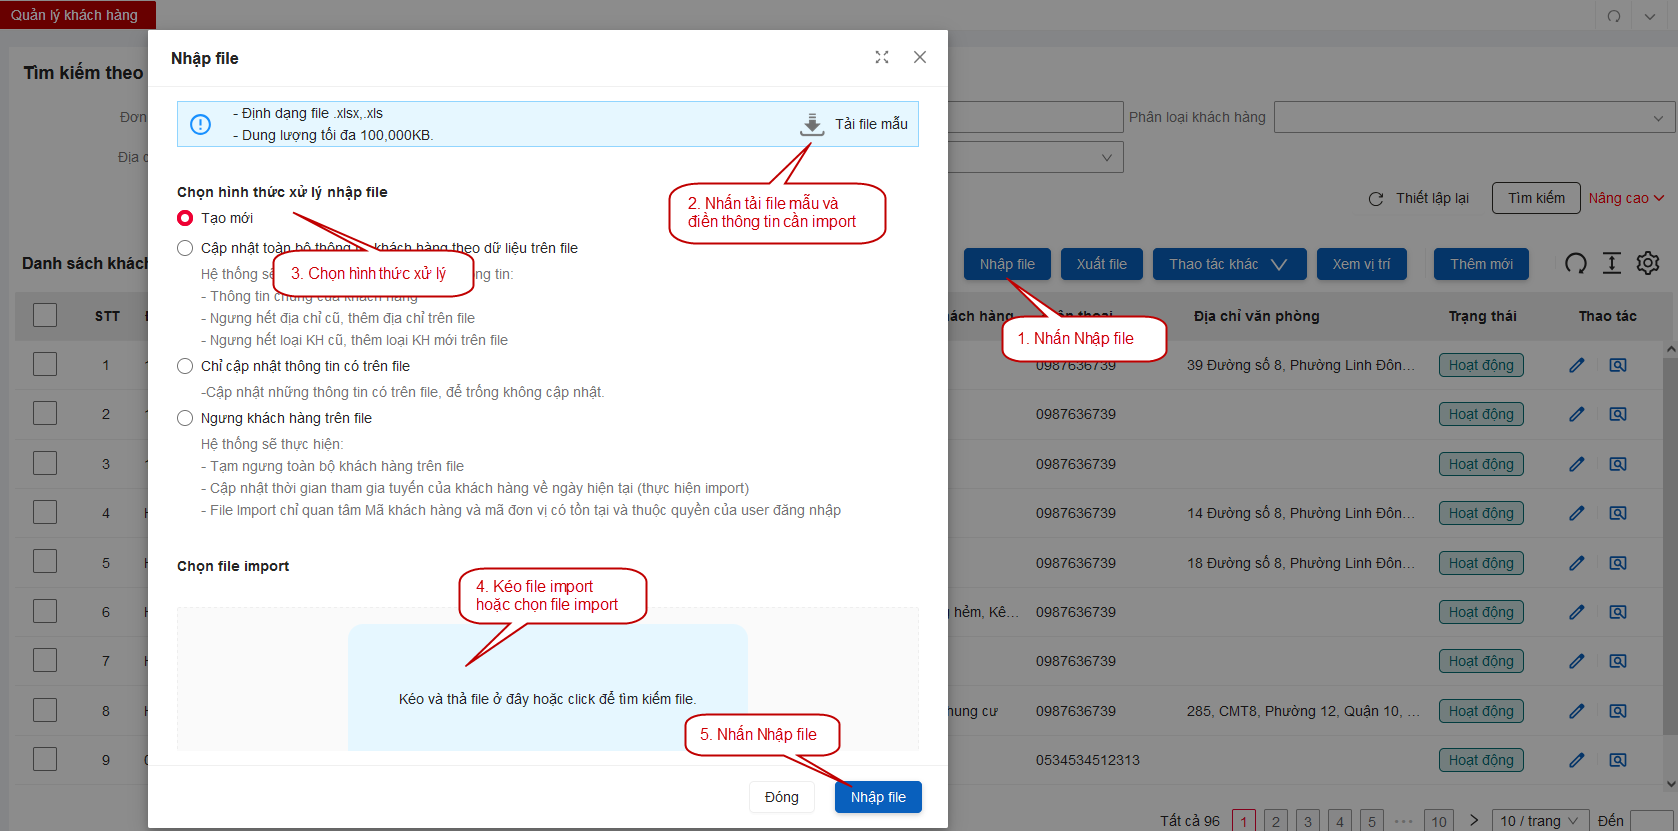 Quản lý khách hàng
Nhập file
Tìm kiếm theo
- Định dạng file .xlsx,.xls
- Dung lượng tối đa 100,000KB.
Tải file mẫu
Phân loại khách hàng
2. Nhấn tải file mẫu và
điền thông tin cần import
Chọn hình thức xử lý nhập file
Thiết lập lại
Tìm kiếm
Nâng cao
Tạo mới
Cập nhật toàn bộ thông khách hàng theo dữ liệu trên file
3. Chọn hình thức xử lý
Danh sách khách
Nhập file
Xuất file
Thao tác khác
Xem vị trí
Thêm mới
Hệ thống sẽ
- Thông tin chung của khách hàng
- Ngưng hết địa chỉ cũ, thêm địa chỉ trên file
- Ngưng hết loại KH cũ, thêm loại KH mới trên file
STT
hàng
Địa chỉ văn phòng
Trạng thái
Thao tác
1. Nhấn Nhập file
Chỉ cập nhật thông tin có trên file
-Cập nhật những thông tin có trên file, để trống không cập nhật.
Ngưng khách hàng trên file
Hệ thống sẽ thực hiện:
- Tạm ngưng toàn bộ khách hàng trên file
- Cập nhật thời gian tham gia tuyến của khách hàng về ngày hiện tại (thực hiện import)
- File Import chỉ quan tâm Mã khách hàng và mã đơn vị có tồn tại và thuộc quyền của user đăng nhập
1 0987636739 39 Đường số 8, Phường Linh Đôn... Hoạt động
2 0987636739 Hoạt động
3 0987636739 Hoạt động
4 0987636739 14 Đường số 8, Phường Linh Đôn... Hoạt động
5 0987636739 18 Đường số 8, Phường Linh Đôn... Hoạt động
6 hẻm, Kê... 0987636739 Hoạt động
7 0987636739 Hoạt động
8 hung cư 0987636739 285, CMT8, Phường 12, Quận 10, ... Hoạt động
9 0534534512313 Hoạt động
Chọn file import
4. Kéo file import
hoặc chọn file import
Kéo và thả file ở đây hoặc click để tìm kiếm file.
5. Nhấn Nhập file
Đóng
Nhập file
Tất cả 96 1 2 3 4 5 ••• 10 10 / trang Đến